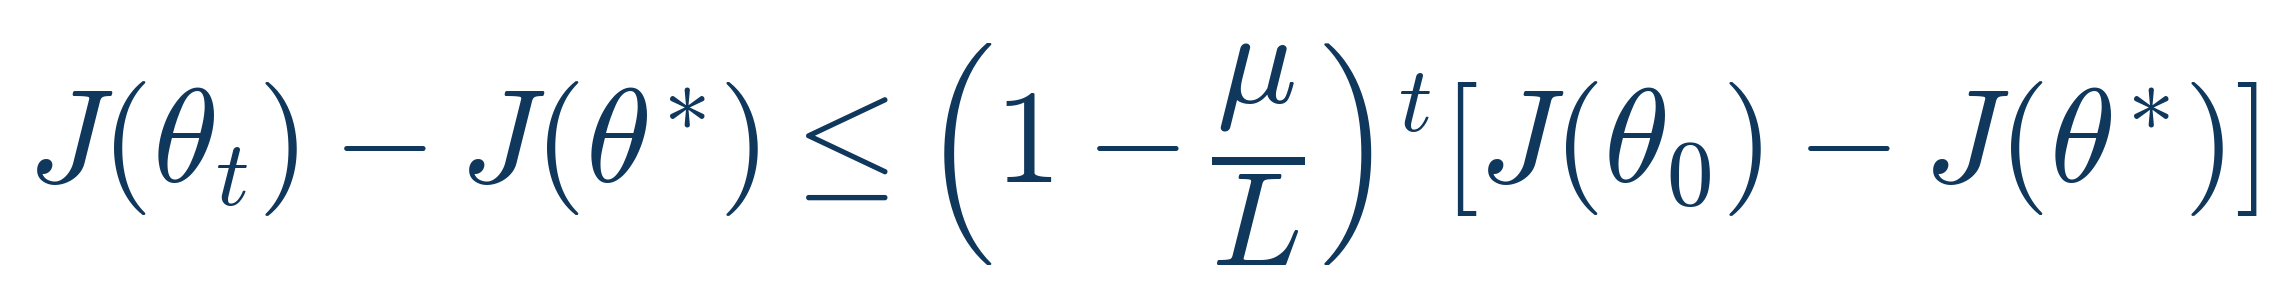 J(θ_t) − J(θ*) ≤ (1 − μ/L)^t [J(θ_0) − J(θ*)]